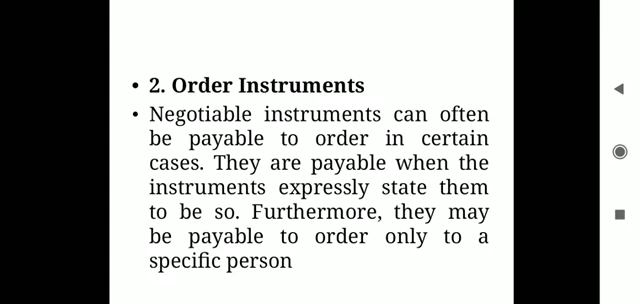 • 2. Order Instruments
• Negotiable instruments can often
be payable to order in certain
cases. They are payable when the
instruments expressly state them
to be so. Furthermore, they may
be payable to order only to a
specific person